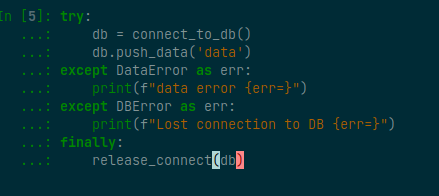 In [5]: try:
   ...:     db = connect_to_db()
   ...:     db.push_data('data')
   ...: except DataError as err:
   ...:     print(f"data error {err=}")
   ...: except DBError as err:
   ...:     print(f"Lost connection to DB {err=}")
   ...: finally:
   ...:     release_connect(db)